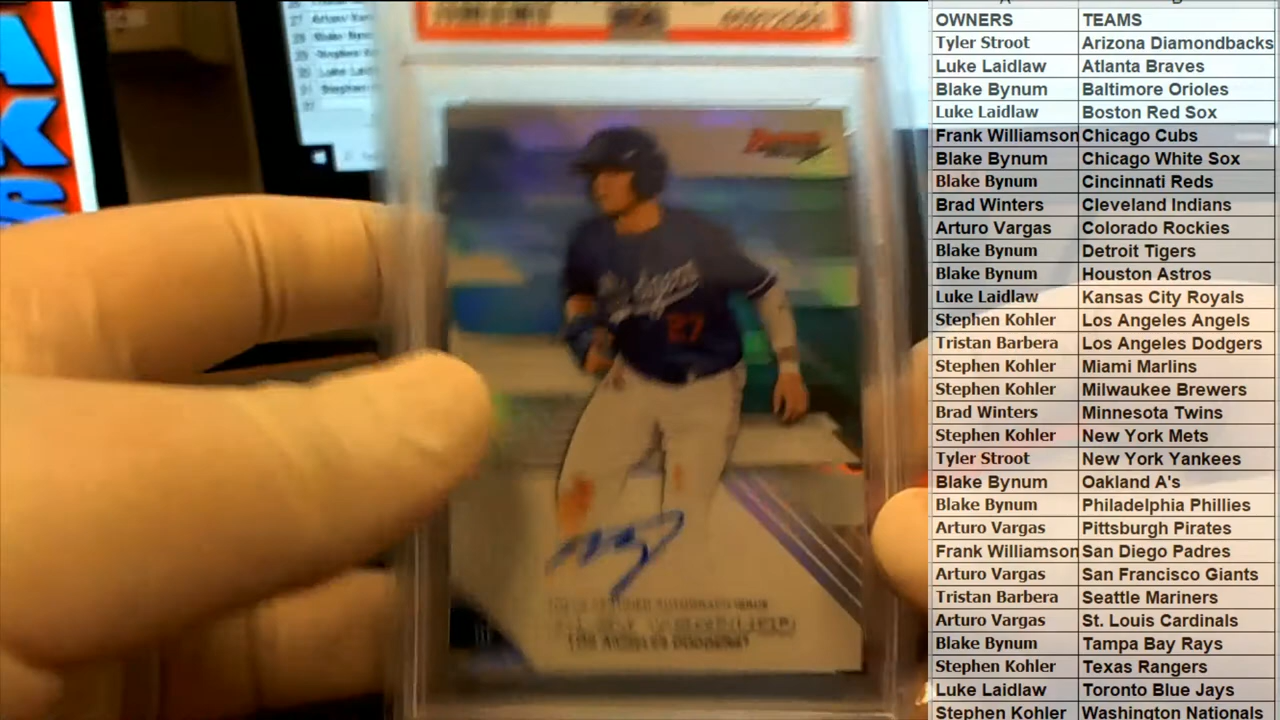 OWNERS TEAMS
Tyler Stroot Arizona Diamondbacks
Luke Laidlaw Atlanta Braves
Blake Bynum Baltimore Orioles
Luke Laidlaw Boston Red Sox
Frank Williamson Chicago Cubs
Blake Bynum Chicago White Sox
Blake Bynum Cincinnati Reds
Brad Winters Cleveland Indians
Arturo Vargas Colorado Rockies
Blake Bynum Detroit Tigers
Blake Bynum Houston Astros
Luke Laidlaw Kansas City Royals
Stephen Kohler Los Angeles Angels
Tristan Barbera Los Angeles Dodgers
Stephen Kohler Miami Marlins
Stephen Kohler Milwaukee Brewers
Brad Winters Minnesota Twins
Stephen Kohler New York Mets
Tyler Stroot New York Yankees
Blake Bynum Oakland A's
Blake Bynum Philadelphia Phillies
Arturo Vargas Pittsburgh Pirates
Frank Williamson San Diego Padres
Arturo Vargas San Francisco Giants
Tristan Barbera Seattle Mariners
Arturo Vargas St. Louis Cardinals
Blake Bynum Tampa Bay Rays
Stephen Kohler Texas Rangers
Luke Laidlaw Toronto Blue Jays
Stephen Kohler Washington Nationals
Bowman
Dodgers
27
LOS ANGELES DODGERS